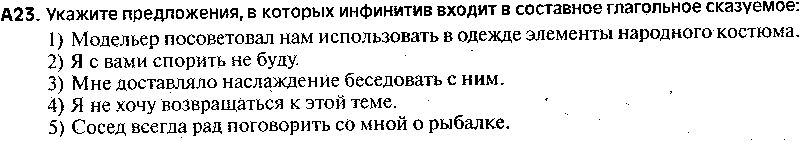 А23. Укажите предложения, в которых инфинитив входит в составное глагольное сказуемое:
1) Модельер посоветовал нам использовать в одежде элементы народного костюма.
2) Я с вами спорить не буду.
3) Мне доставляло наслаждение беседовать с ним.
4) Я не хочу возвращаться к этой теме.
5) Сосед всегда рад поговорить со мной о рыбалке.